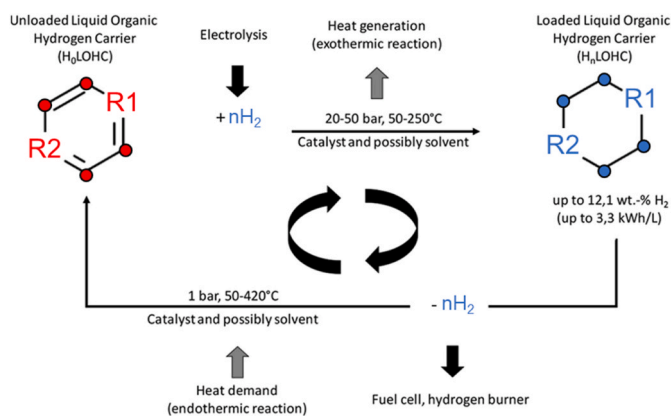 Unloaded Liquid Organic
Hydrogen Carrier
(H₀LOHC)
Electrolysis
Heat generation
(exothermic reaction)
Loaded Liquid Organic
Hydrogen Carrier
(HₙLOHC)
R1
R2
+ nH₂
20-50 bar, 50-250°C
Catalyst and possibly solvent
R1
R2
up to 12,1 wt.-% H₂
(up to 3,3 kWh/L)
1 bar, 50-420°C
Catalyst and possibly solvent
- nH₂
Heat demand
(endothermic reaction)
Fuel cell, hydrogen burner